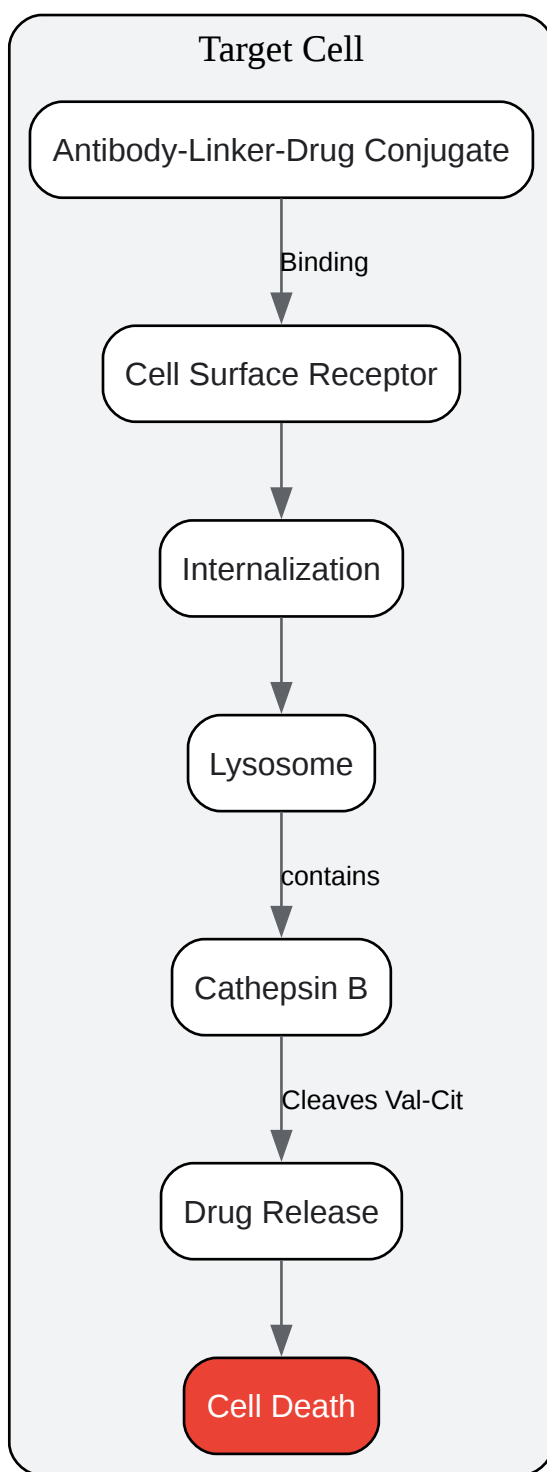 Target Cell
Antibody-Linker-Drug Conjugate
Binding
Cell Surface Receptor
Internalization
Lysosome
contains
Cathepsin B
Cleaves Val-Cit
Drug Release
Cell Death